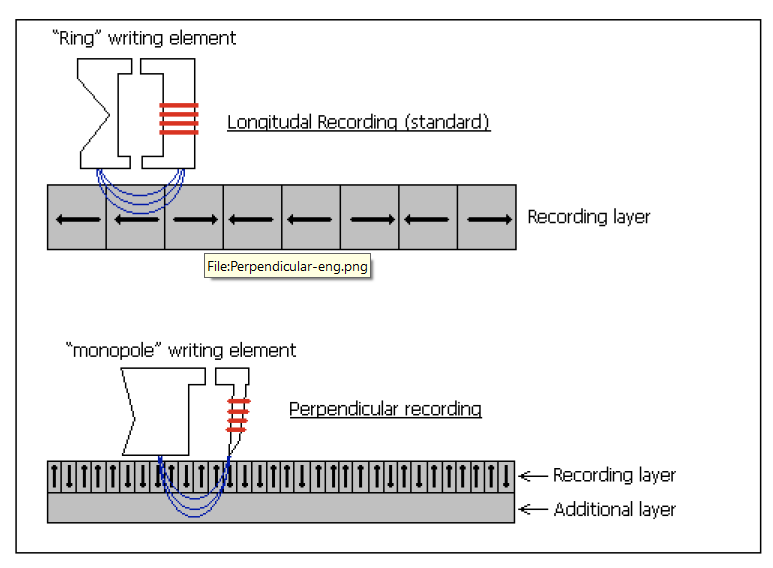 "Ring" writing element
Longitudal Recording (standard)
Recording layer
File:Perpendicular-eng.png
"monopole" writing element
Perpendicular recording
Recording layer
Additional layer